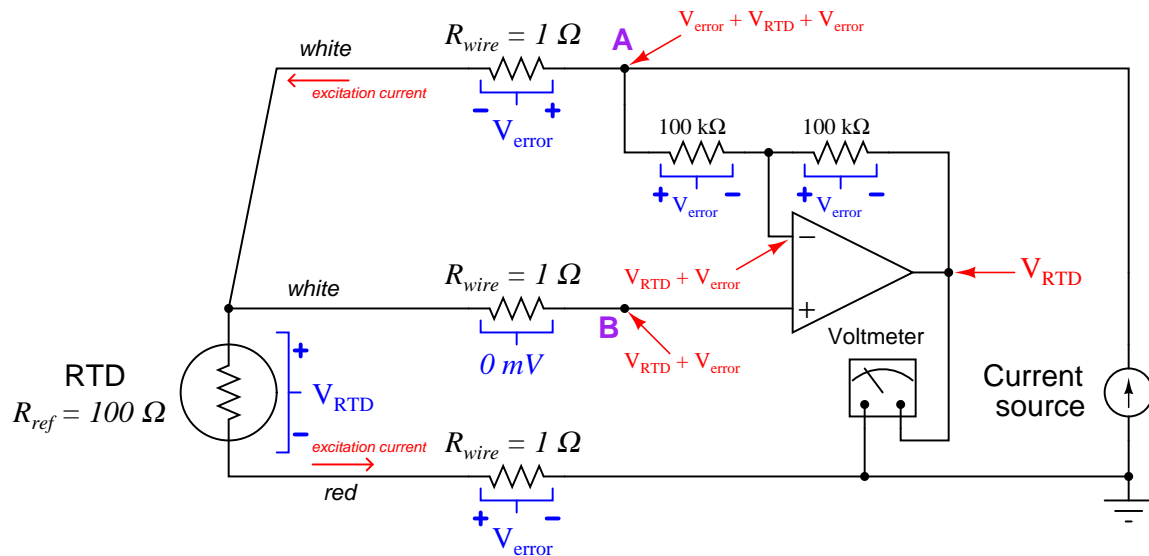 V_error + V_RTD + V_error
A
R_wire = 1 Ω
white
excitation current
− +
V_error
100 kΩ 100 kΩ
+ − + −
V_error V_error
−
V_RTD + V_error
V_RTD
R_wire = 1 Ω
white
B
+
0 mV
V_RTD + V_error
Voltmeter
+
RTD
R_ref = 100 Ω
V_RTD
−
Current
source
R_wire = 1 Ω
excitation current
red
+ −
V_error